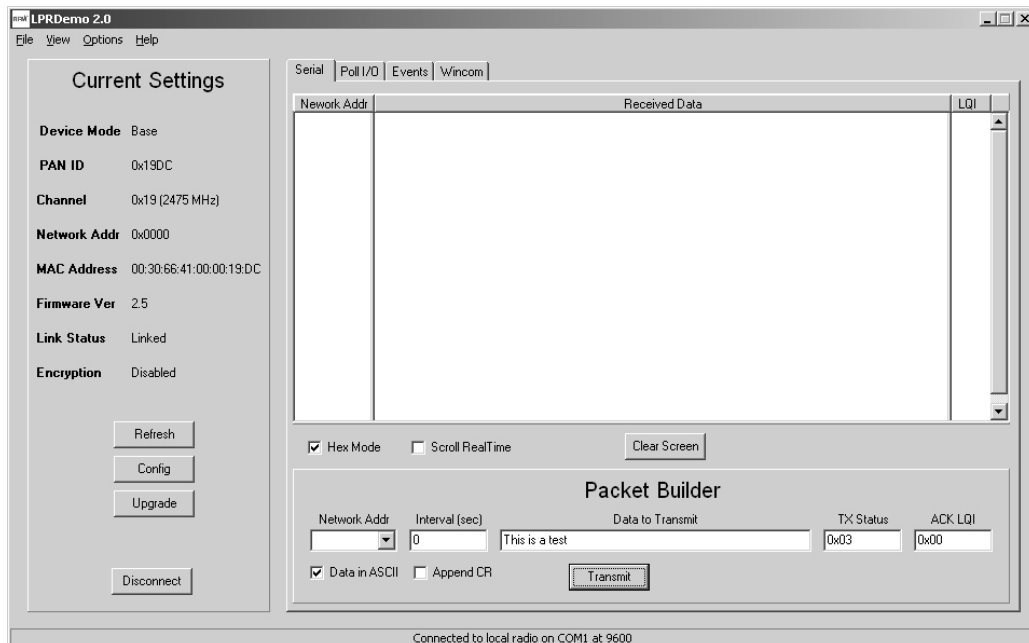 LPRDemo 2.0
File View Options Help
Current Settings
Device Mode Base
PAN ID 0x19DC
Channel 0x19 (2475 MHz)
Network Addr 0x0000
MAC Address 00:30:66:41:00:00:19:DC
Firmware Ver 2.5
Link Status Linked
Encryption Disabled
Refresh
Config
Upgrade
Disconnect
Serial Poll I/O Events Wincom
Nework Addr Received Data LQI
Hex Mode Scroll RealTime Clear Screen
Packet Builder
Network Addr Interval (sec) Data to Transmit TX Status ACK LQI
0 This is a test 0x03 0x00
Data in ASCII Append CR Transmit
Connected to local radio on COM1 at 9600